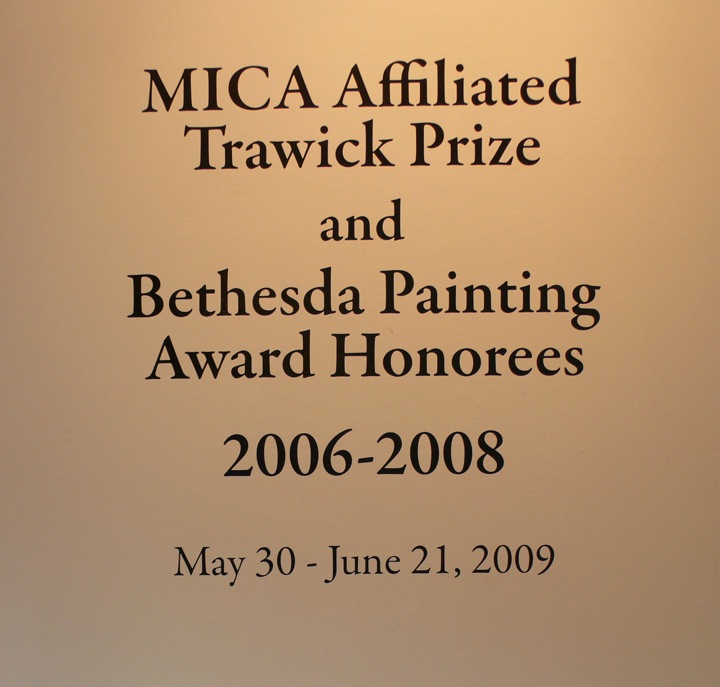 MICA Affiliated
Trawick Prize
and
Bethesda Painting
Award Honorees
2006-2008
May 30 - June 21, 2009